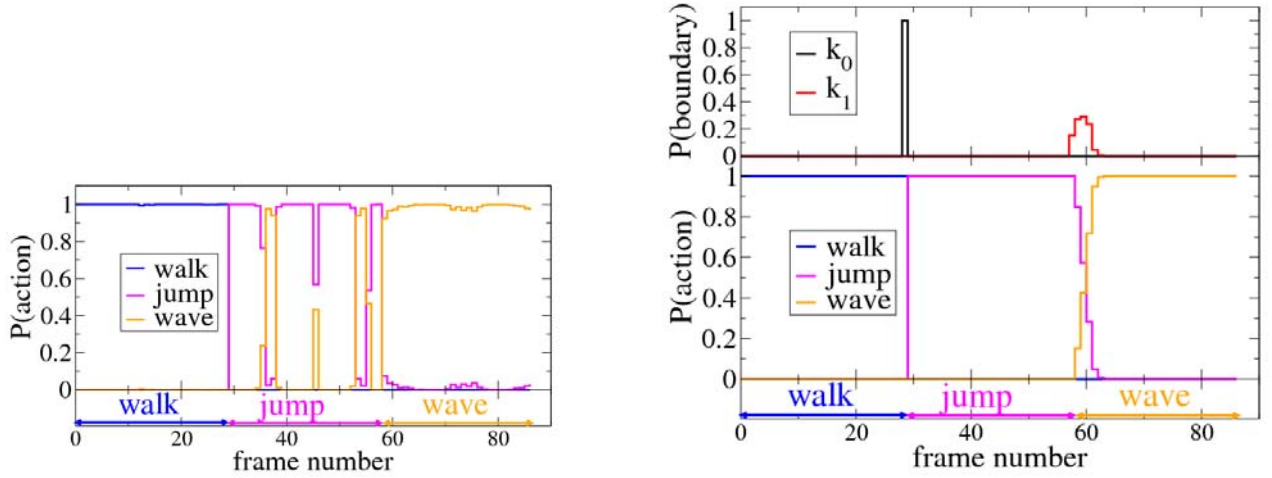 P(action)
1
0.8
0.6
0.4
0.2
0
walk
jump
wave
walk jump wave
0 20 40 60 80
frame number
P(boundary)
1
0.8
0.6
0.4
0.2
0
k0
k1
P(action)
1
0.8
0.6
0.4
0.2
0
walk
jump
wave
walk jump wave
0 20 40 60 80
frame number